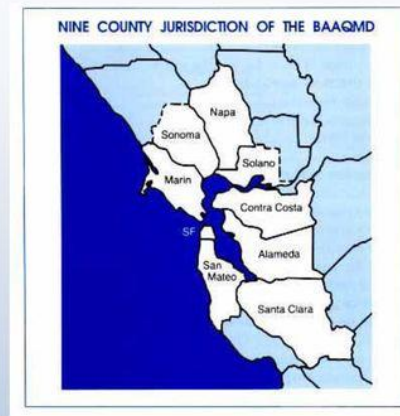 NINE COUNTY JURISDICTION OF THE BAAQMD
Napa
Sonoma
Solano
Marin
Contra Costa
SF
Alameda
San
Mateo
Santa Clara